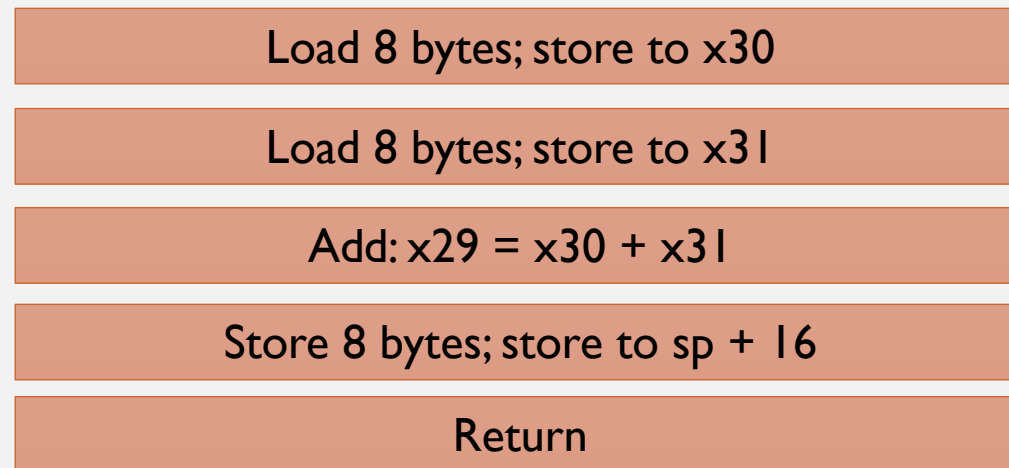 Load 8 bytes; store to x30
Load 8 bytes; store to x31
Add: x29 = x30 + x31
Store 8 bytes; store to sp + 16
Return